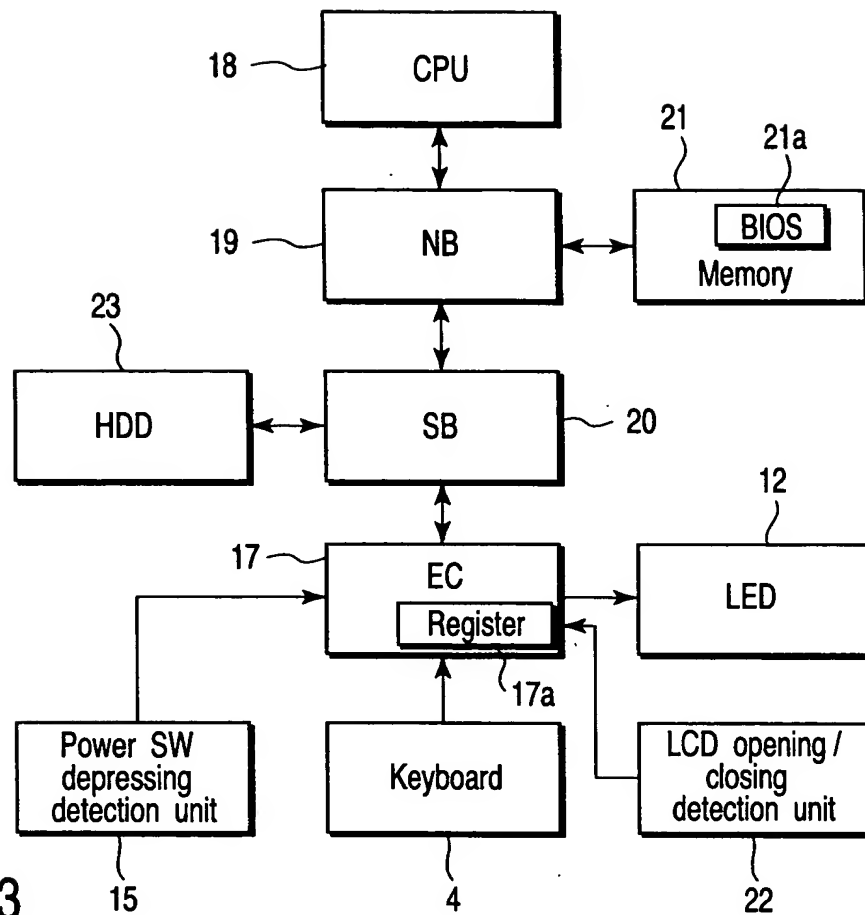 18
CPU
21
21a
19
NB
BIOS
Memory
23
HDD
SB
20
12
17
EC
LED
Register
17a
Power SW
depressing
detection unit
Keyboard
LCD opening /
closing
detection unit
15
4
22
3